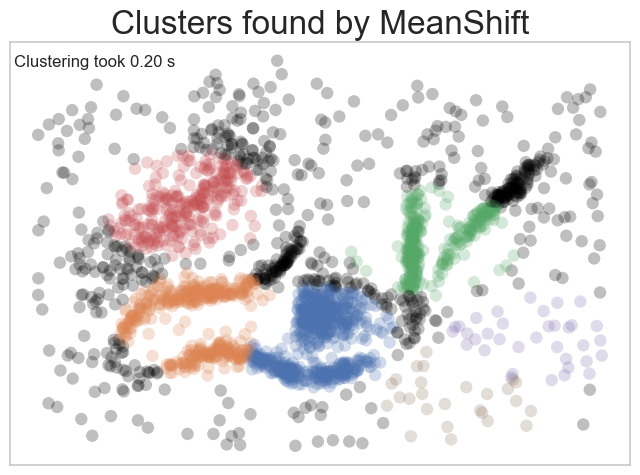 Clusters found by MeanShift
Clustering took 0.20 s